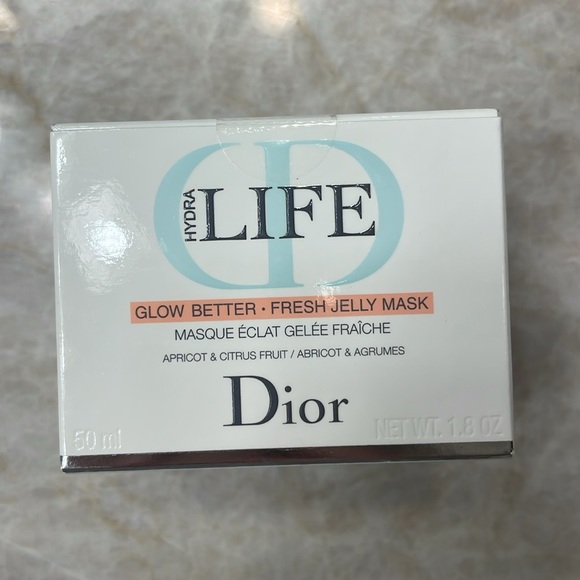 HYDRA
LIFE
GLOW BETTER • FRESH JELLY MASK
MASQUE ÉCLAT GELÉE FRAÎCHE
APRICOT & CITRUS FRUIT / ABRICOT & AGRUMES
Dior
50 ml
NET WT. 1.8 OZ